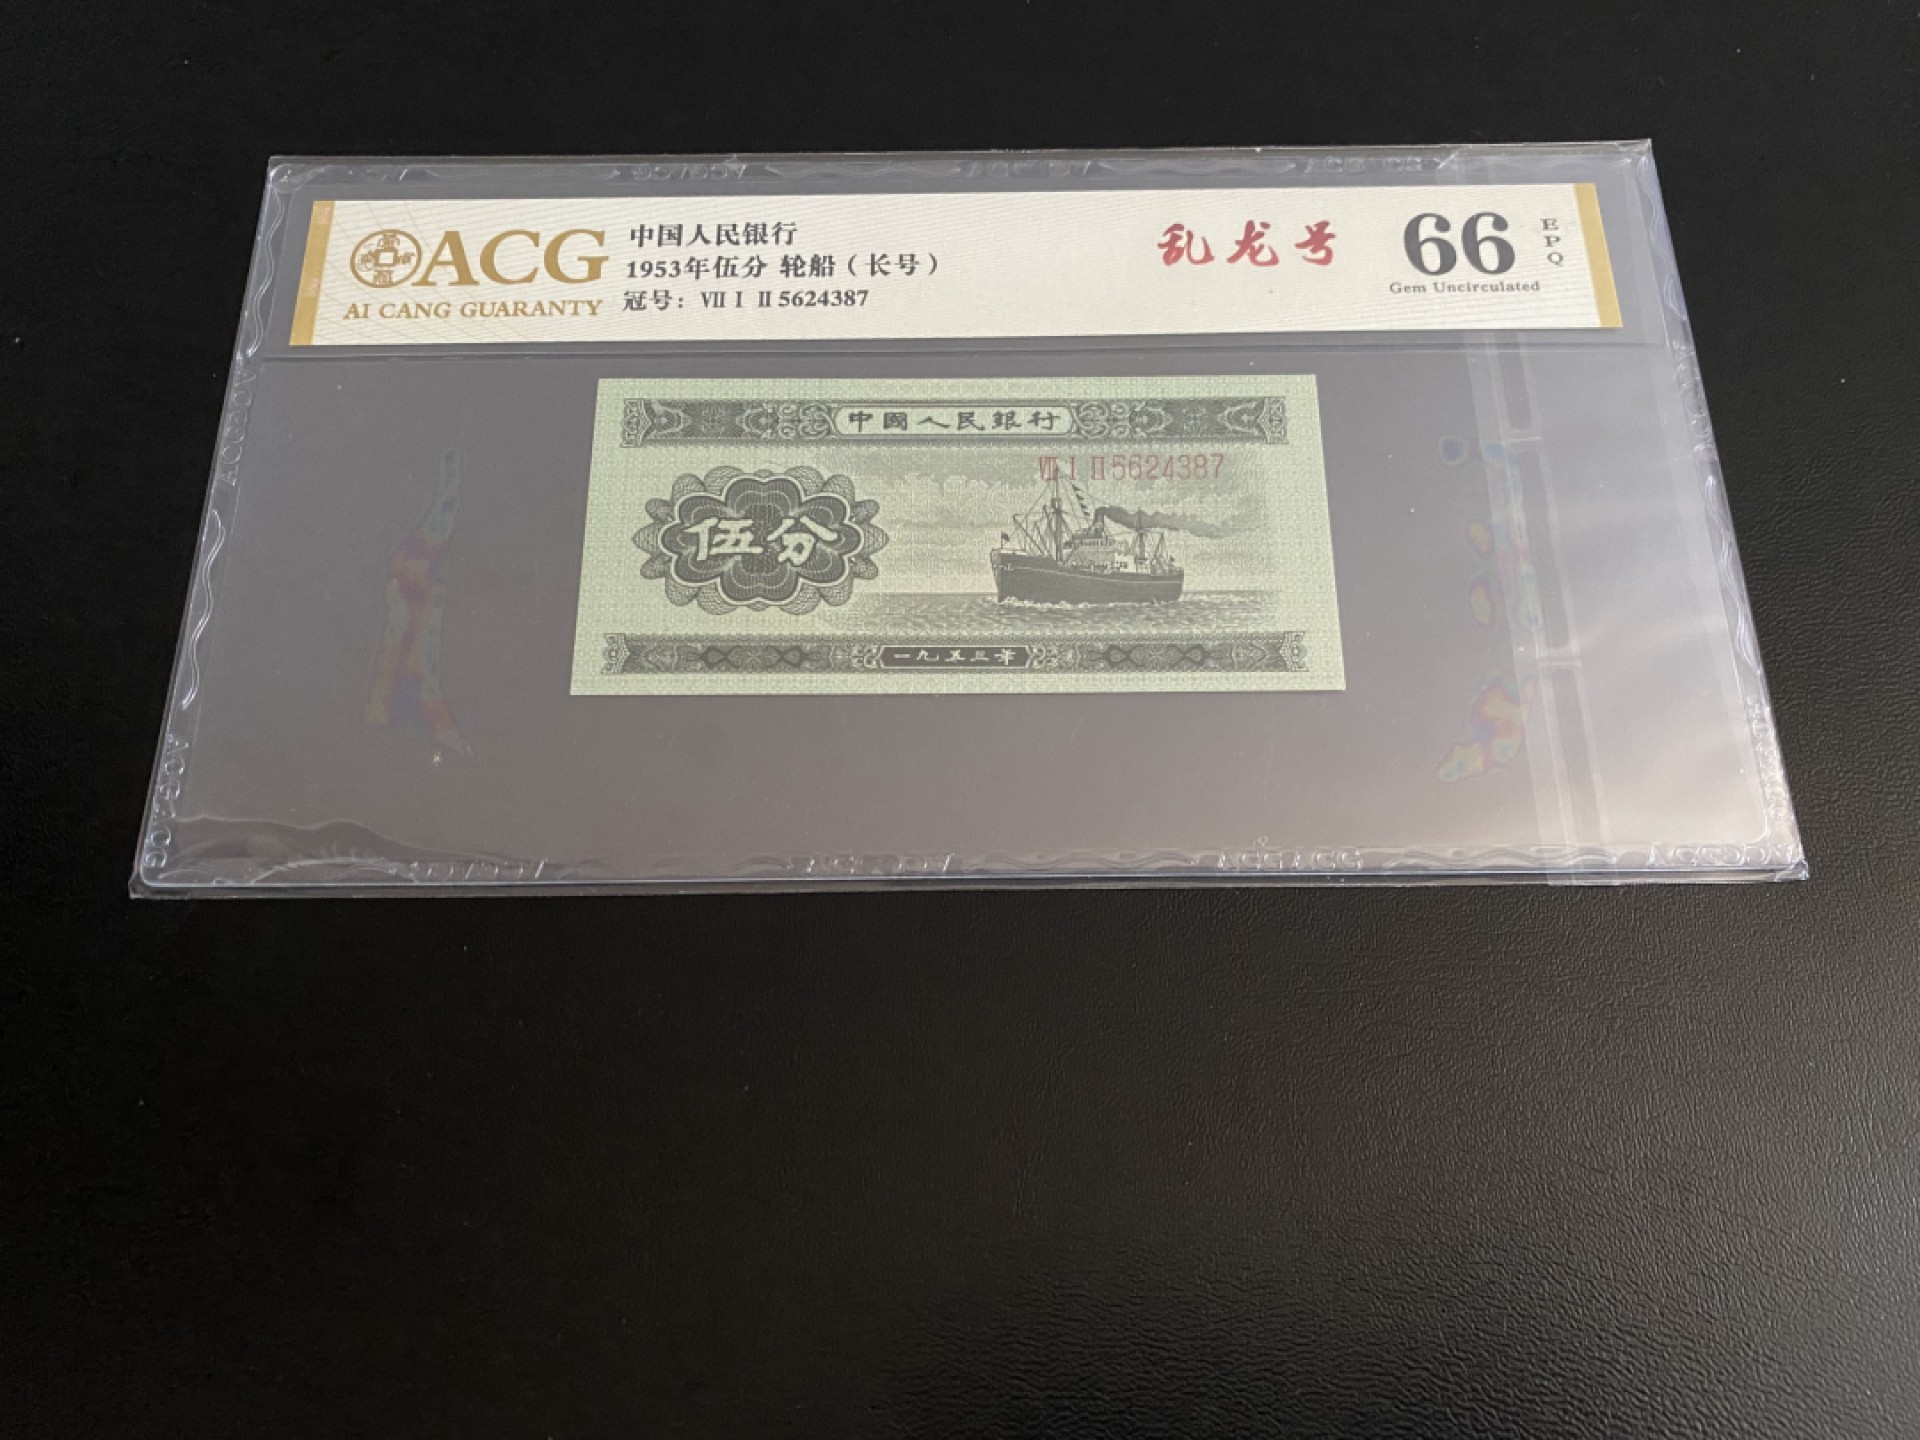 ACG
AI CANG GUARANTY
中国人民银行
1953年伍分 轮船（长号）
冠号：Ⅶ Ⅰ Ⅱ 5624387
乱龙号
66
EPQ
Gem Uncirculated
中國人民銀行
Ⅶ Ⅰ Ⅱ 5624387
伍分
一九五三年